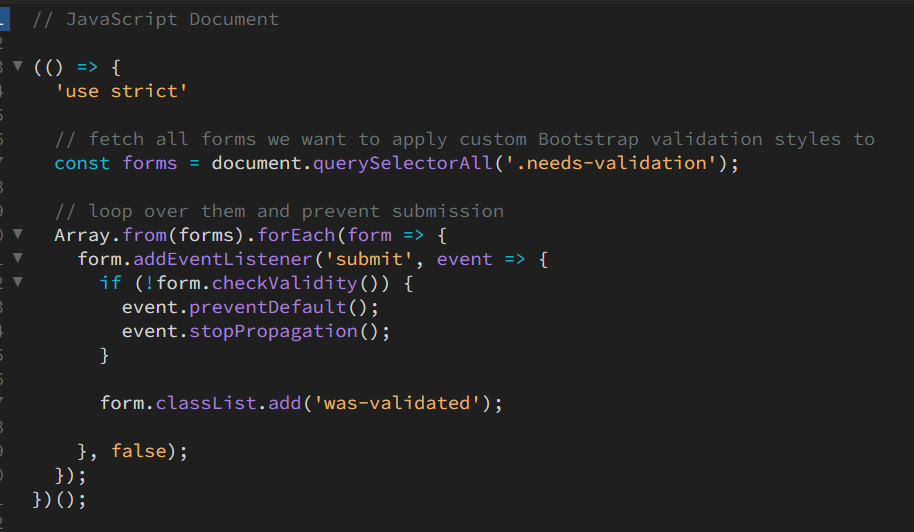 // JavaScript Document
(() => {
'use strict'
// fetch all forms we want to apply custom Bootstrap validation styles to
const forms = document.querySelectorAll('.needs-validation');
// loop over them and prevent submission
Array.from(forms).forEach(form => {
form.addEventListener('submit', event => {
if (!form.checkValidity()) {
event.preventDefault();
event.stopPropagation();
}
form.classList.add('was-validated');
}, false);
});
})();